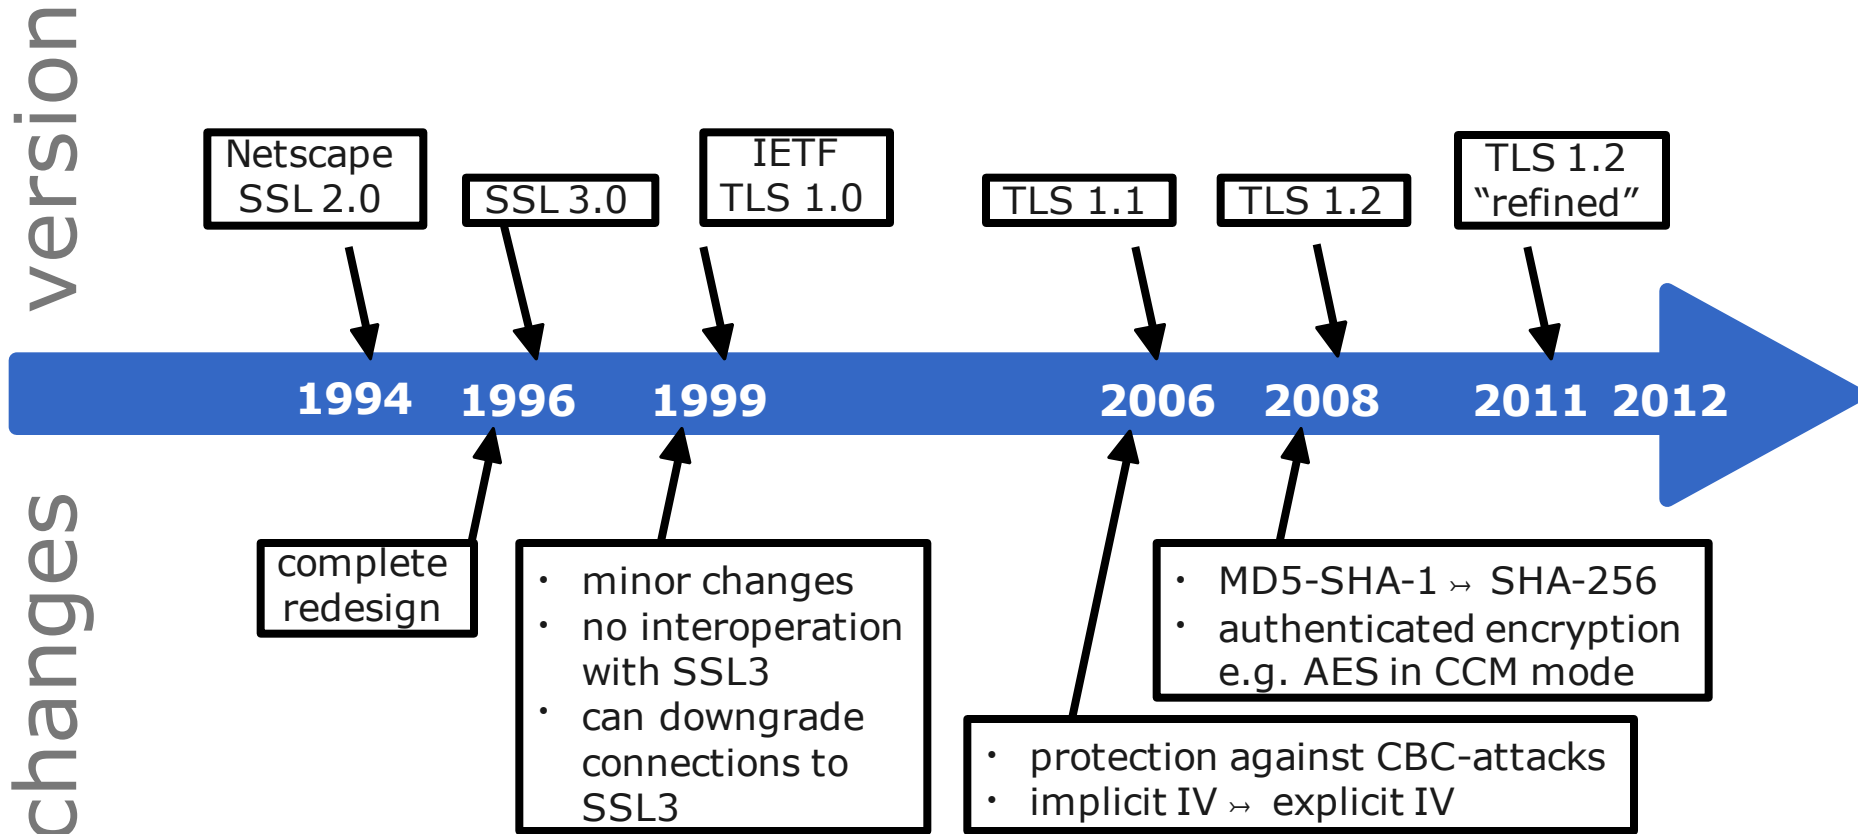 version
Netscape
SSL 2.0
SSL 3.0
IETF
TLS 1.0
TLS 1.1
TLS 1.2
TLS 1.2
“refined”
1994 1996 1999 2006 2008 2011 2012
changes
complete
redesign
· minor changes
· no interoperation
with SSL3
· can downgrade
connections to
SSL3
· protection against CBC-attacks
· implicit IV ↣ explicit IV
· MD5-SHA-1 ↣ SHA-256
· authenticated encryption
e.g. AES in CCM mode